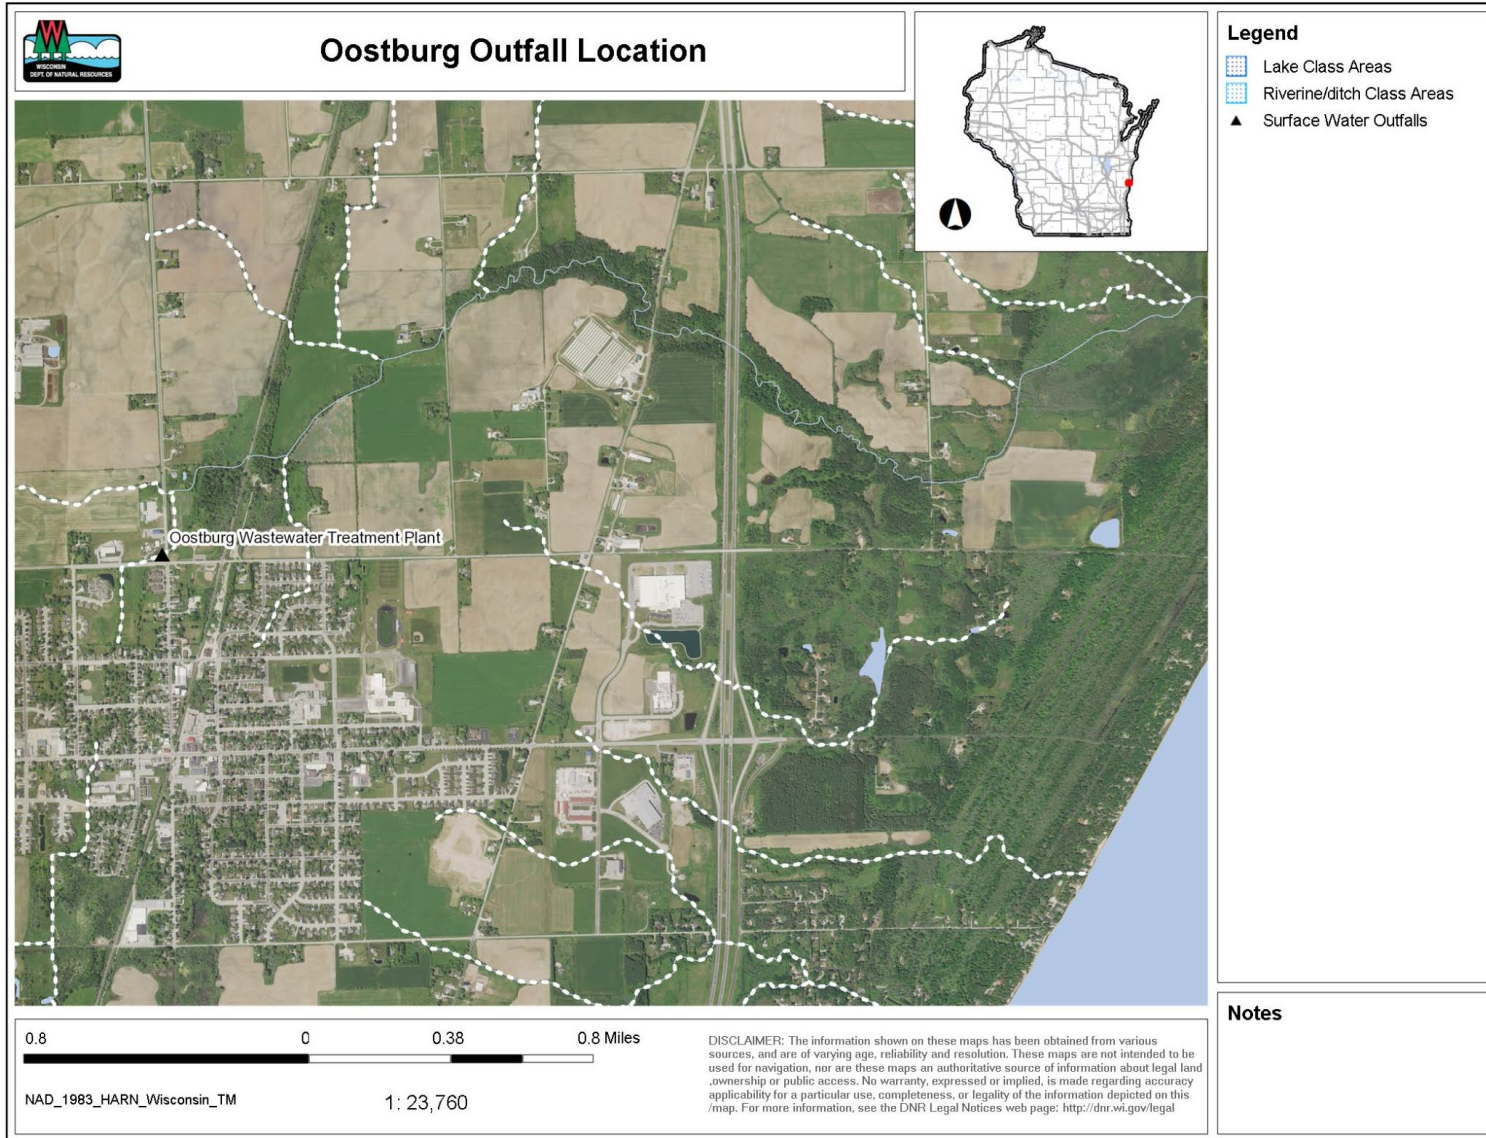 WISCONSIN
DEPT. OF NATURAL RESOURCES
Oostburg Outfall Location
Legend
Lake Class Areas
Riverine/ditch Class Areas
Surface Water Outfalls
Oostburg Wastewater Treatment Plant
0.8 0 0.38 0.8 Miles
NAD_1983_HARN_Wisconsin_TM
1: 23,760
DISCLAIMER: The information shown on these maps has been obtained from various
sources, and are of varying age, reliability and resolution. These maps are not intended to be
used for navigation, nor are these maps an authoritative source of information about legal land
,ownership or public access. No warranty, expressed or implied, is made regarding accuracy
applicability for a particular use, completeness, or legality of the information depicted on this
/map. For more information, see the DNR Legal Notices web page: http://dnr.wi.gov/legal
Notes